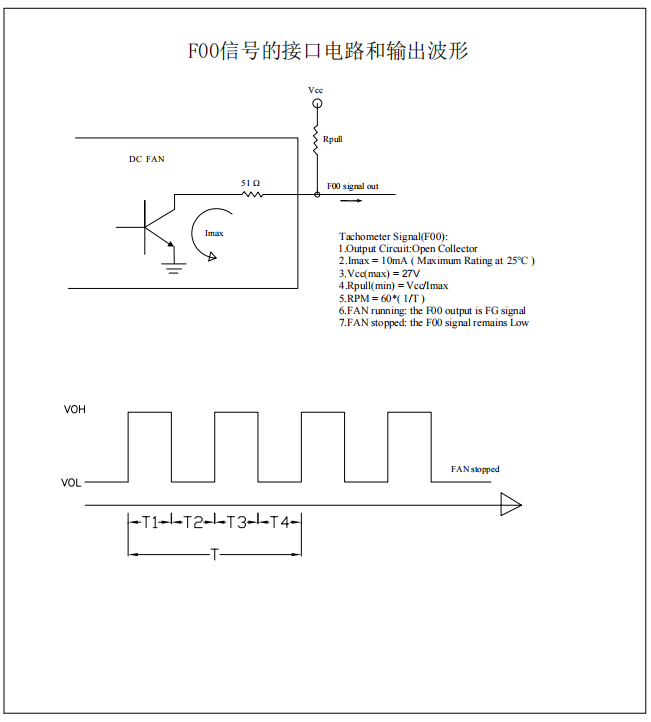 F00信号的接口电路和输出波形
Vcc
Rpull
DC FAN
51 Ω
F00 signal out
Imax
Tachometer Signal(F00):
1.Output Circuit:Open Collector
2.Imax = 10mA ( Maximum Rating at 25℃ )
3.Vcc(max) = 27V
4.Rpull(min) = Vcc/Imax
5.RPM = 60*( 1/T )
6.FAN running: the F00 output is FG signal
7.FAN stopped: the F00 signal remains Low
VOH
FAN stopped
VOL
T1 T2 T3 T4
T